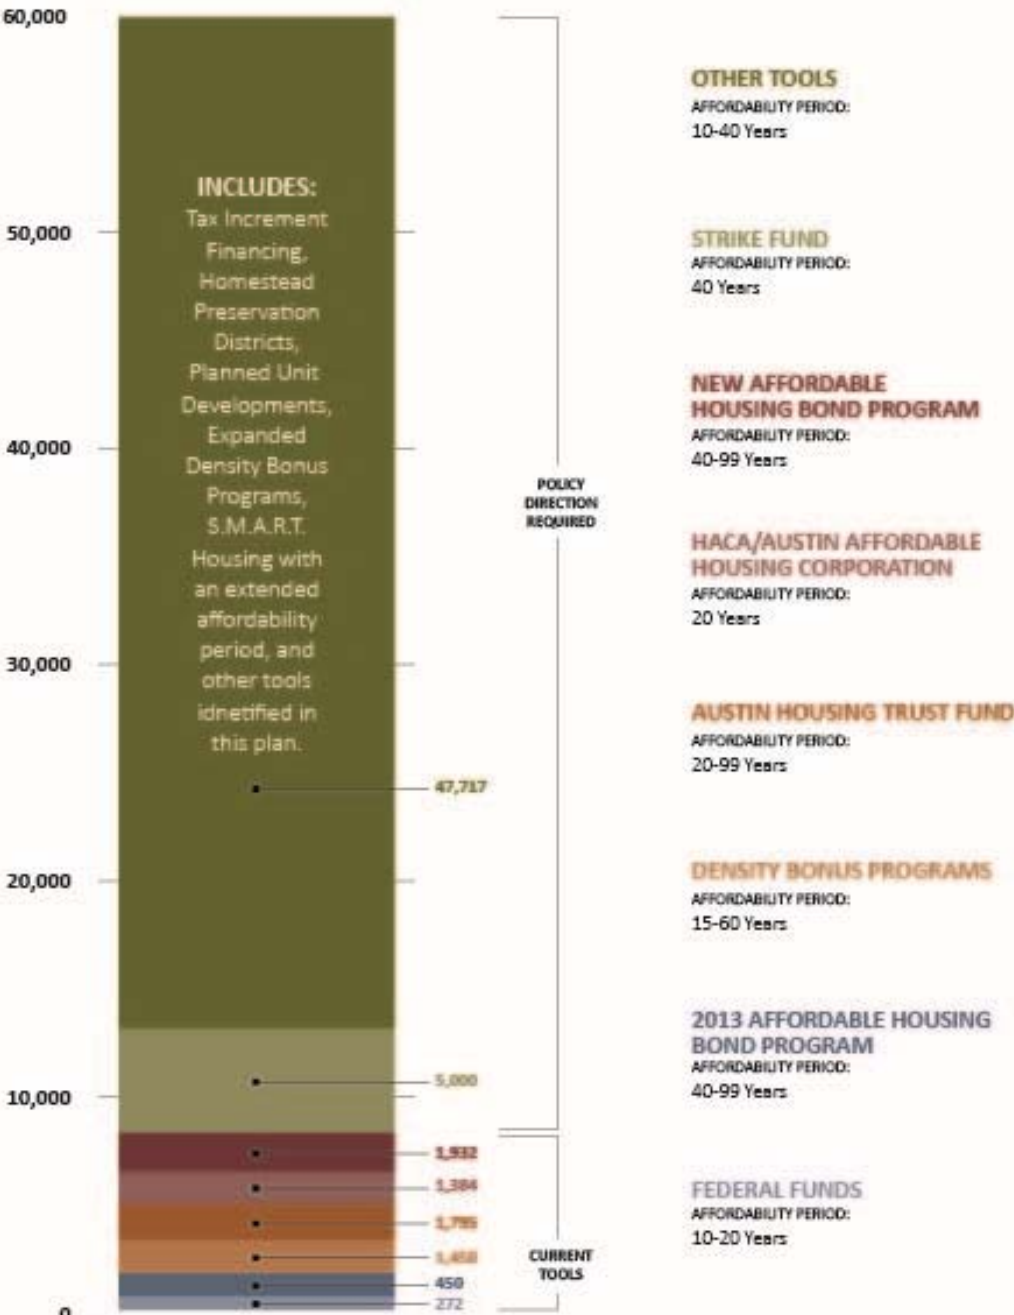 60,000
50,000
40,000
30,000
20,000
10,000
0
INCLUDES:
Tax Increment
Financing,
Homestead
Preservation
Districts,
Planned Unit
Developments,
Expanded
Density Bonus
Programs,
S.M.A.R.T.
Housing with
an extended
affordability
period, and
other tools
idnetified in
this plan.
47,717
5,000
1,932
1,384
1,795
450
272
POLICY
DIRECTION
REQUIRED
CURRENT
TOOLS
OTHER TOOLS
AFFORDABILITY PERIOD:
10-40 Years
STRIKE FUND
AFFORDABILITY PERIOD:
40 Years
NEW AFFORDABLE
HOUSING BOND PROGRAM
AFFORDABILITY PERIOD:
40-99 Years
HACA/AUSTIN AFFORDABLE
HOUSING CORPORATION
AFFORDABILITY PERIOD:
20 Years
AUSTIN HOUSING TRUST FUND
AFFORDABILITY PERIOD:
20-99 Years
DENSITY BONUS PROGRAMS
AFFORDABILITY PERIOD:
15-60 Years
2013 AFFORDABLE HOUSING
BOND PROGRAM
AFFORDABILITY PERIOD:
40-99 Years
FEDERAL FUNDS
AFFORDABILITY PERIOD:
10-20 Years